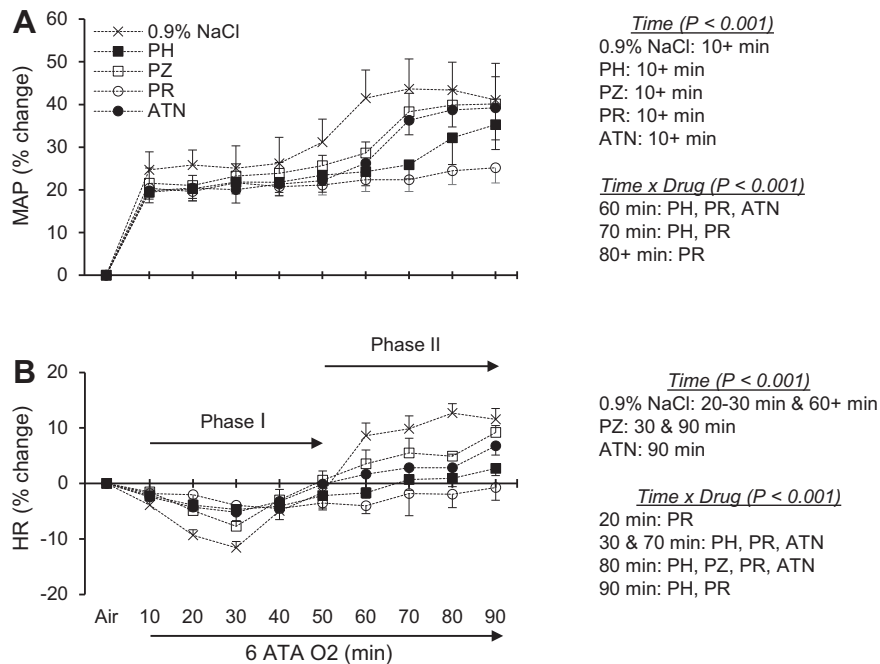 A
60
50
40
30
20
10
0
MAP (% change)
0.9% NaCl
PH
PZ
PR
ATN
Time (P < 0.001)
0.9% NaCl: 10+ min
PH: 10+ min
PZ: 10+ min
PR: 10+ min
ATN: 10+ min
Time x Drug (P < 0.001)
60 min: PH, PR, ATN
70 min: PH, PR
80+ min: PR
B
20
10
0
-10
-20
HR (% change)
Phase I
Phase II
Air 10 20 30 40 50 60 70 80 90
6 ATA O2 (min)
Time (P < 0.001)
0.9% NaCl: 20-30 min & 60+ min
PZ: 30 & 90 min
ATN: 90 min
Time x Drug (P < 0.001)
20 min: PR
30 & 70 min: PH, PR, ATN
80 min: PH, PZ, PR, ATN
90 min: PH, PR